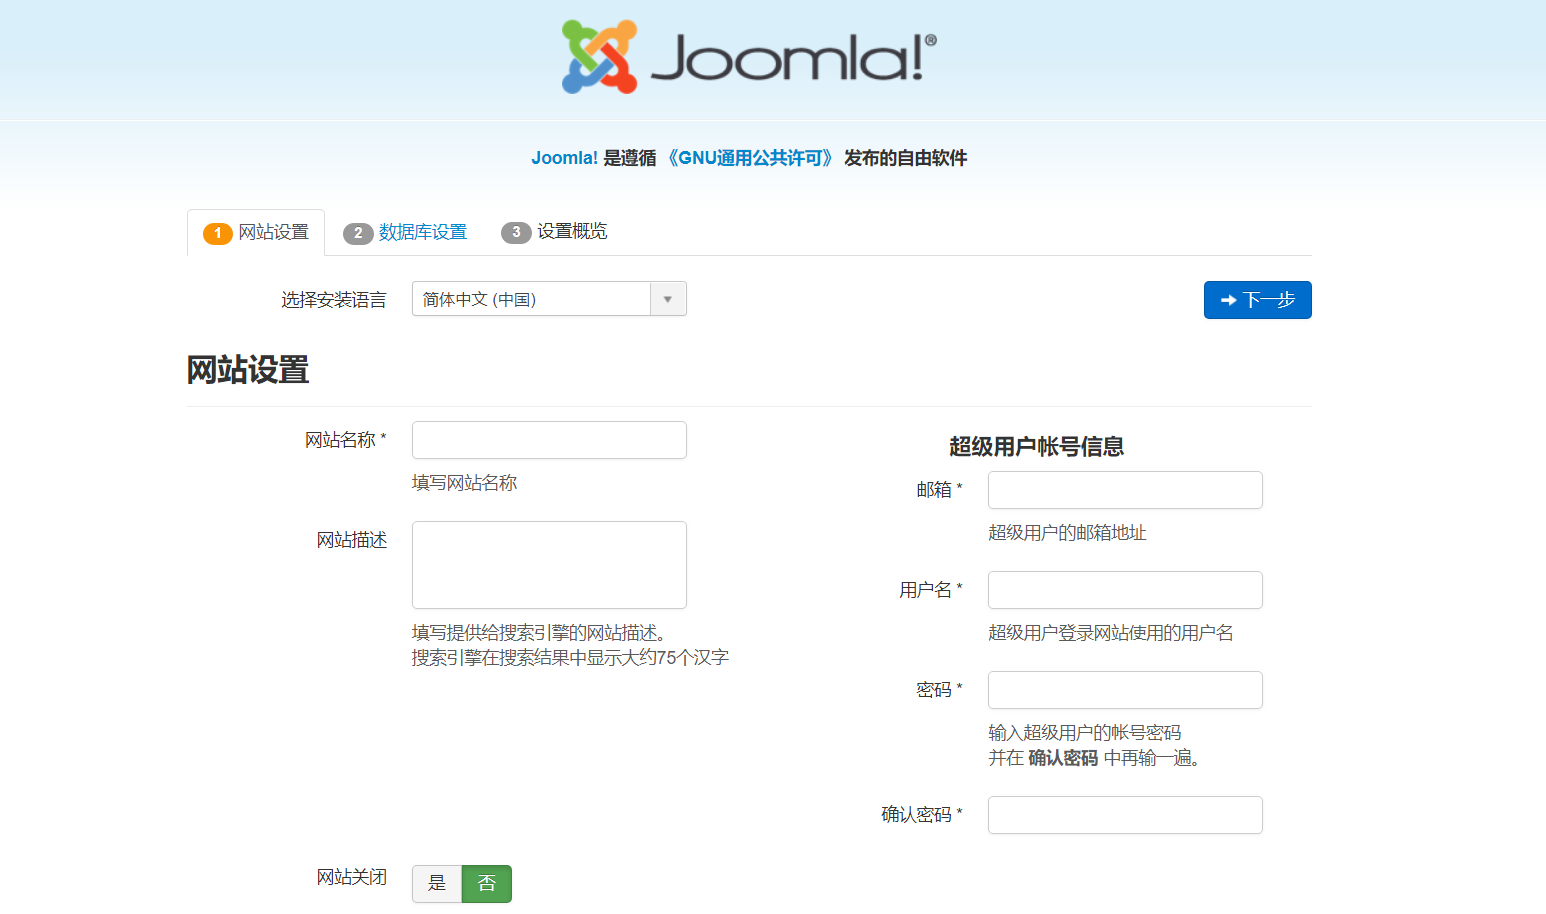 Joomla!®
Joomla! 是遵循 《GNU通用公共许可》 发布的自由软件
1 网站设置 2 数据库设置 3 设置概览
选择安装语言 简体中文 (中国) 下一步
网站设置
网站名称 *
填写网站名称
网站描述
填写提供给搜索引擎的网站描述。
搜索引擎在搜索结果中显示大约75个汉字
超级用户帐号信息
邮箱 *
超级用户的邮箱地址
用户名 *
超级用户登录网站使用的用户名
密码 *
输入超级用户的帐号密码
并在 确认密码 中再输一遍。
确认密码 *
网站关闭 是 否